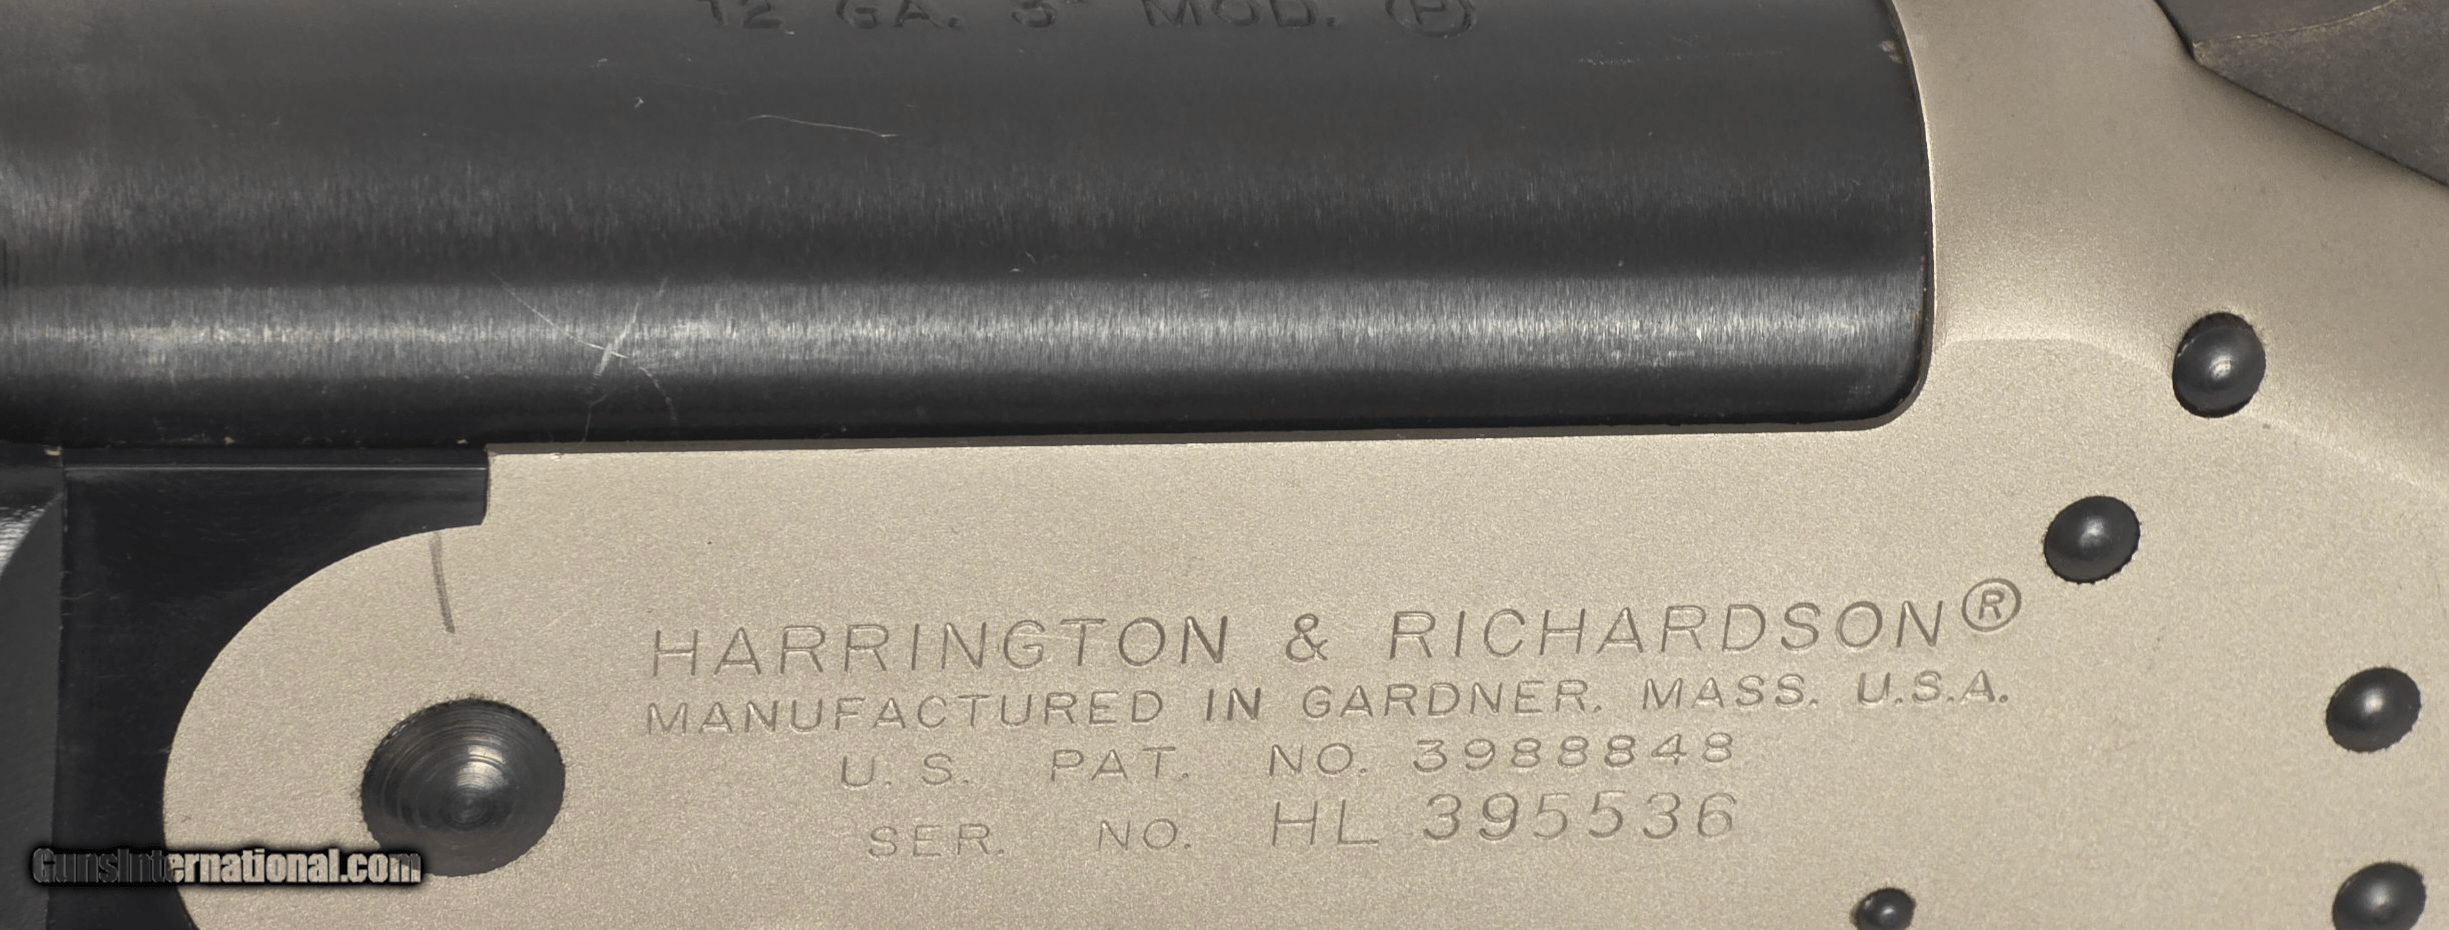 12 GA. 3" MOD. Ⓟ
HARRINGTON & RICHARDSON®
MANUFACTURED IN GARDNER, MASS. U.S.A.
U.S. PAT. NO. 3988848
SER. NO. HL 395536
GunsInternational.com